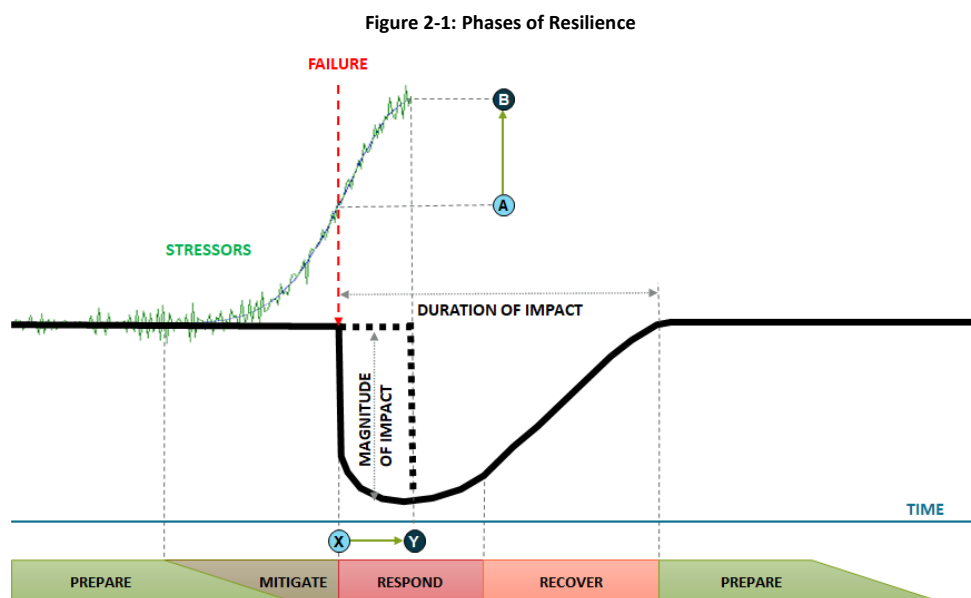 Figure 2-1: Phases of Resilience
FAILURE
B
A
STRESSORS
DURATION OF IMPACT
MAGNITUDE
OF IMPACT
TIME
X
Y
PREPARE
MITIGATE
RESPOND
RECOVER
PREPARE